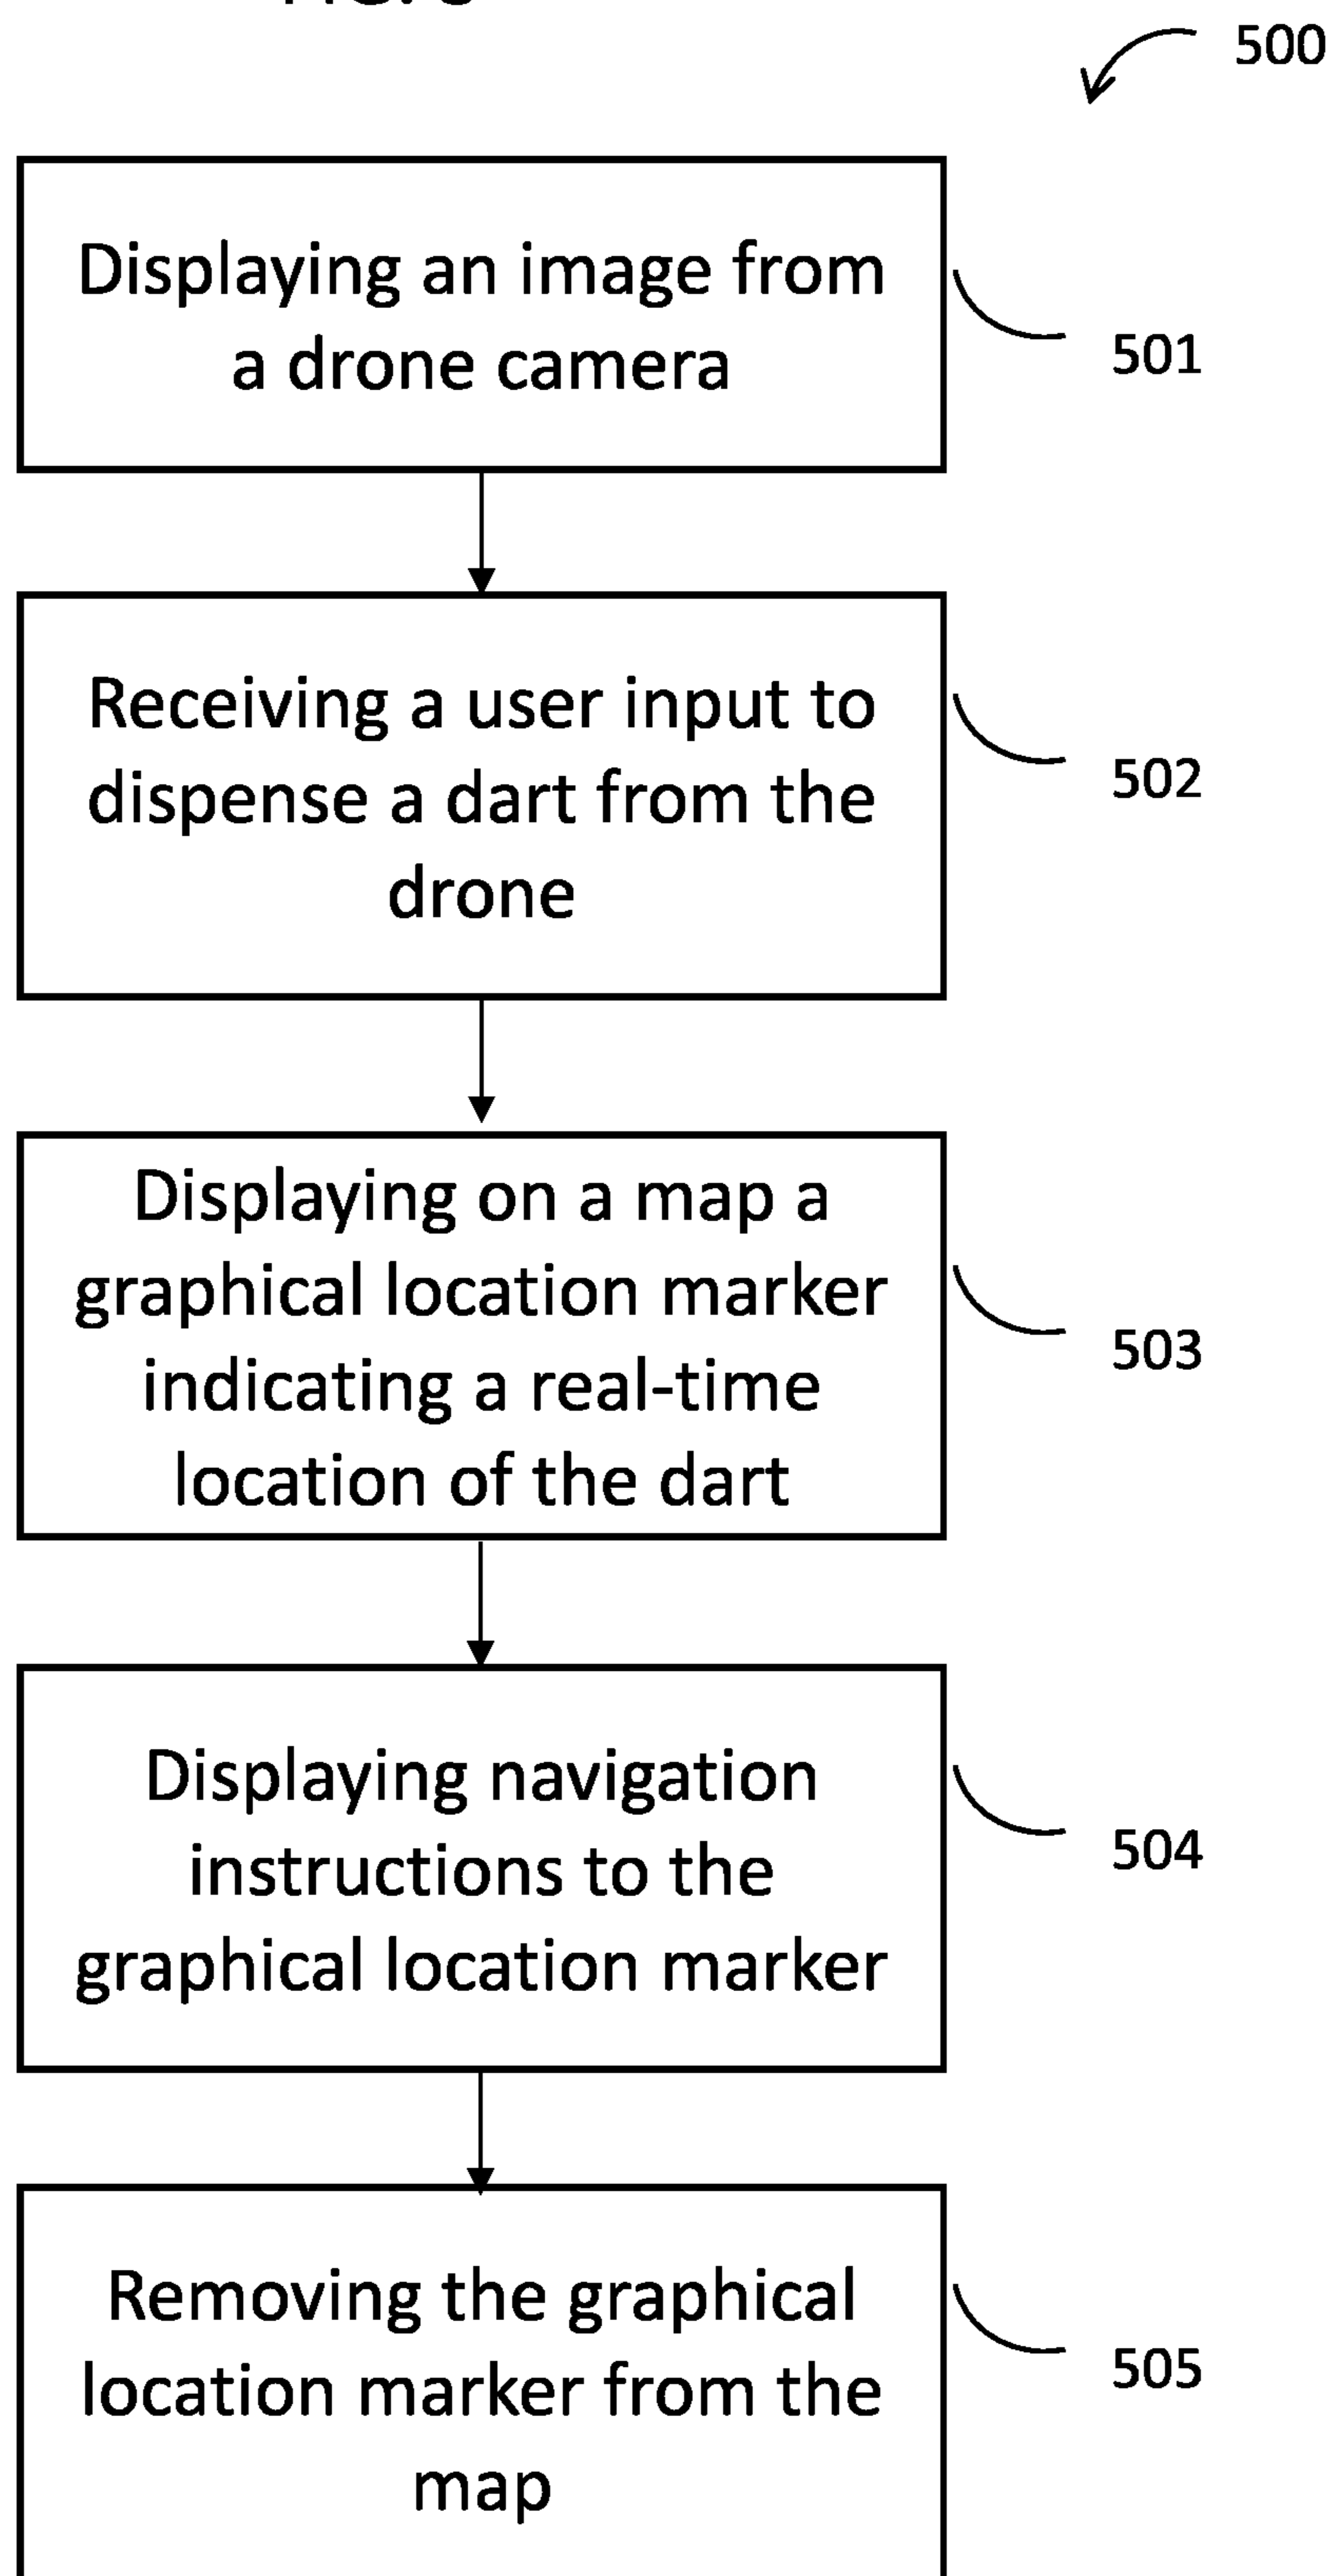 500
Displaying an image from
a drone camera
501
Receiving a user input to
dispense a dart from the
drone
502
Displaying on a map a
graphical location marker
indicating a real-time
location of the dart
503
Displaying navigation
instructions to the
graphical location marker
504
Removing the graphical
location marker from the
map
505